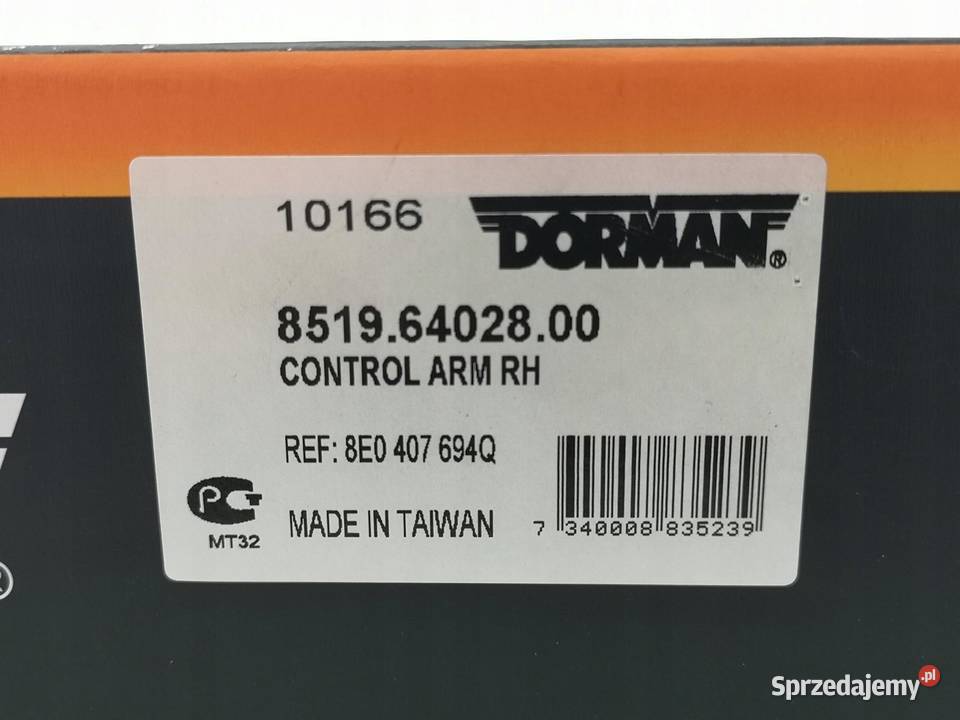 10166
DORMAN®
8519.64028.00
CONTROL ARM RH
REF: 8E0 407 694Q
MADE IN TAIWAN
PCT
MT32
7 340008 835239
®
Sprzedajemy.pl